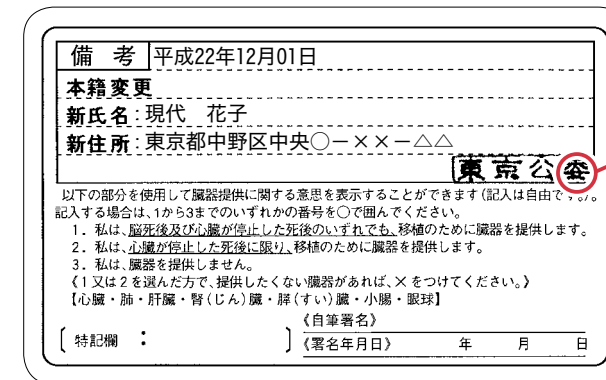 備 考 平成22年12月01日
本籍変更
新氏名:現代 花子
新住所:東京都中野区中央○-××-△△
東京公委
以下の部分を使用して臓器提供に関する意思を表示することができます(記入は自由です。)。
記入する場合は、1から3までのいずれかの番号を○で囲んでください。
1. 私は、脳死後及び心臓が停止した死後のいずれでも、移植のために臓器を提供します。
2. 私は、心臓が停止した死後に限り、移植のために臓器を提供します。
3. 私は、臓器を提供しません。
《1又は2を選んだ方で、提供したくない臓器があれば、×をつけてください。》
【心臓・肺・肝臓・腎(じん)臓・膵(すい)臓・小腸・眼球】
《自筆署名》
〔 特記欄 : 〕 《署名年月日》 年 月 日